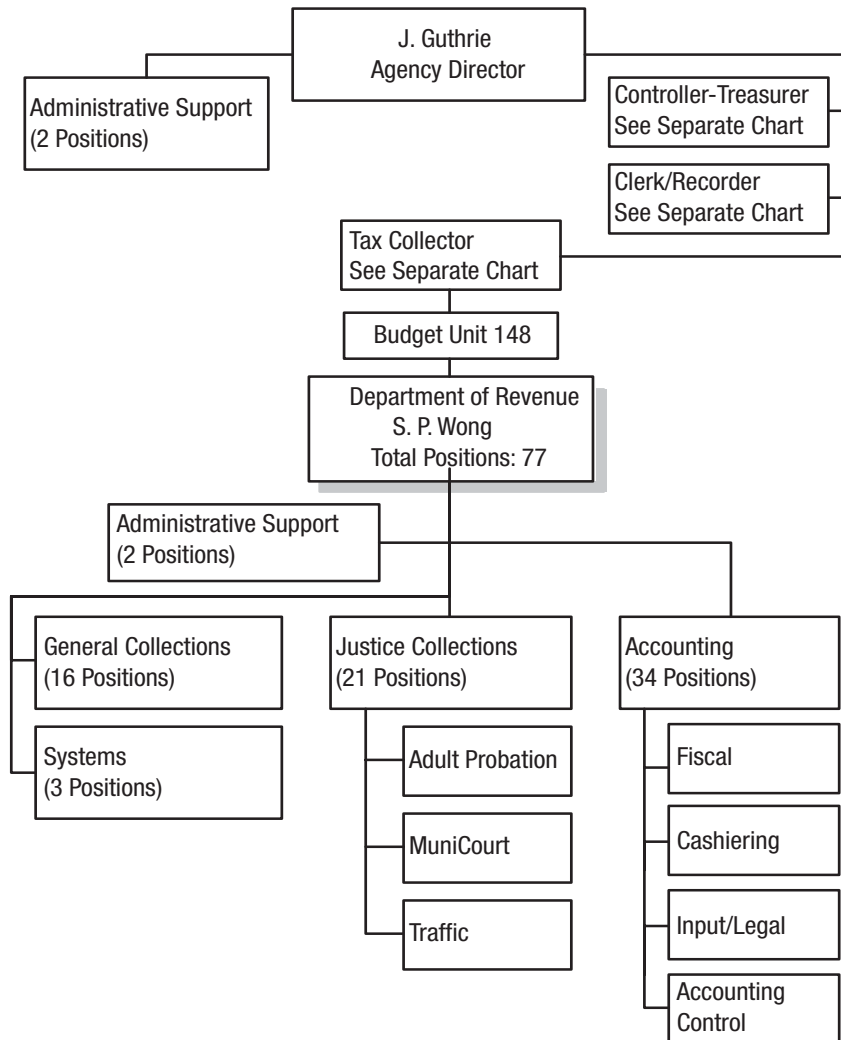 J. Guthrie
Agency Director
Administrative Support
(2 Positions)
Controller-Treasurer
See Separate Chart
Clerk/Recorder
See Separate Chart
Tax Collector
See Separate Chart
Budget Unit 148
Department of Revenue
S. P. Wong
Total Positions: 77
Administrative Support
(2 Positions)
General Collections
(16 Positions)
Systems
(3 Positions)
Justice Collections
(21 Positions)
Adult Probation
MuniCourt
Traffic
Accounting
(34 Positions)
Fiscal
Cashiering
Input/Legal
Accounting
Control